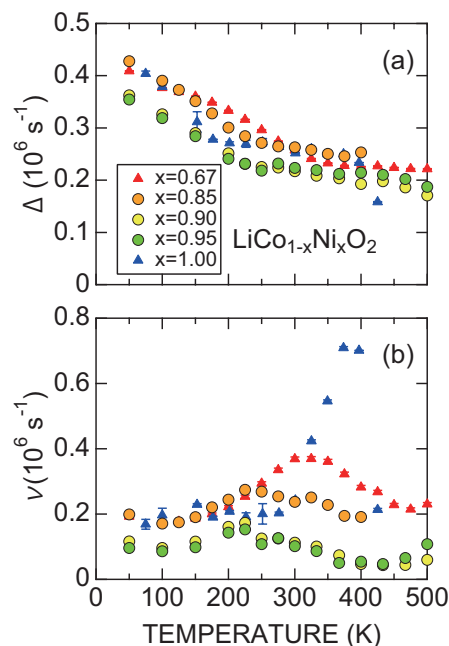 (a)
0.5
0.4
0.3
0.2
0.1
0
Δ (10⁶ s⁻¹)
x=0.67
x=0.85
x=0.90
x=0.95
x=1.00
LiCo₁₋ₓNiₓO₂
(b)
0.8
0.6
0.4
0.2
0
ν(10⁶ s⁻¹)
0 100 200 300 400 500
TEMPERATURE (K)